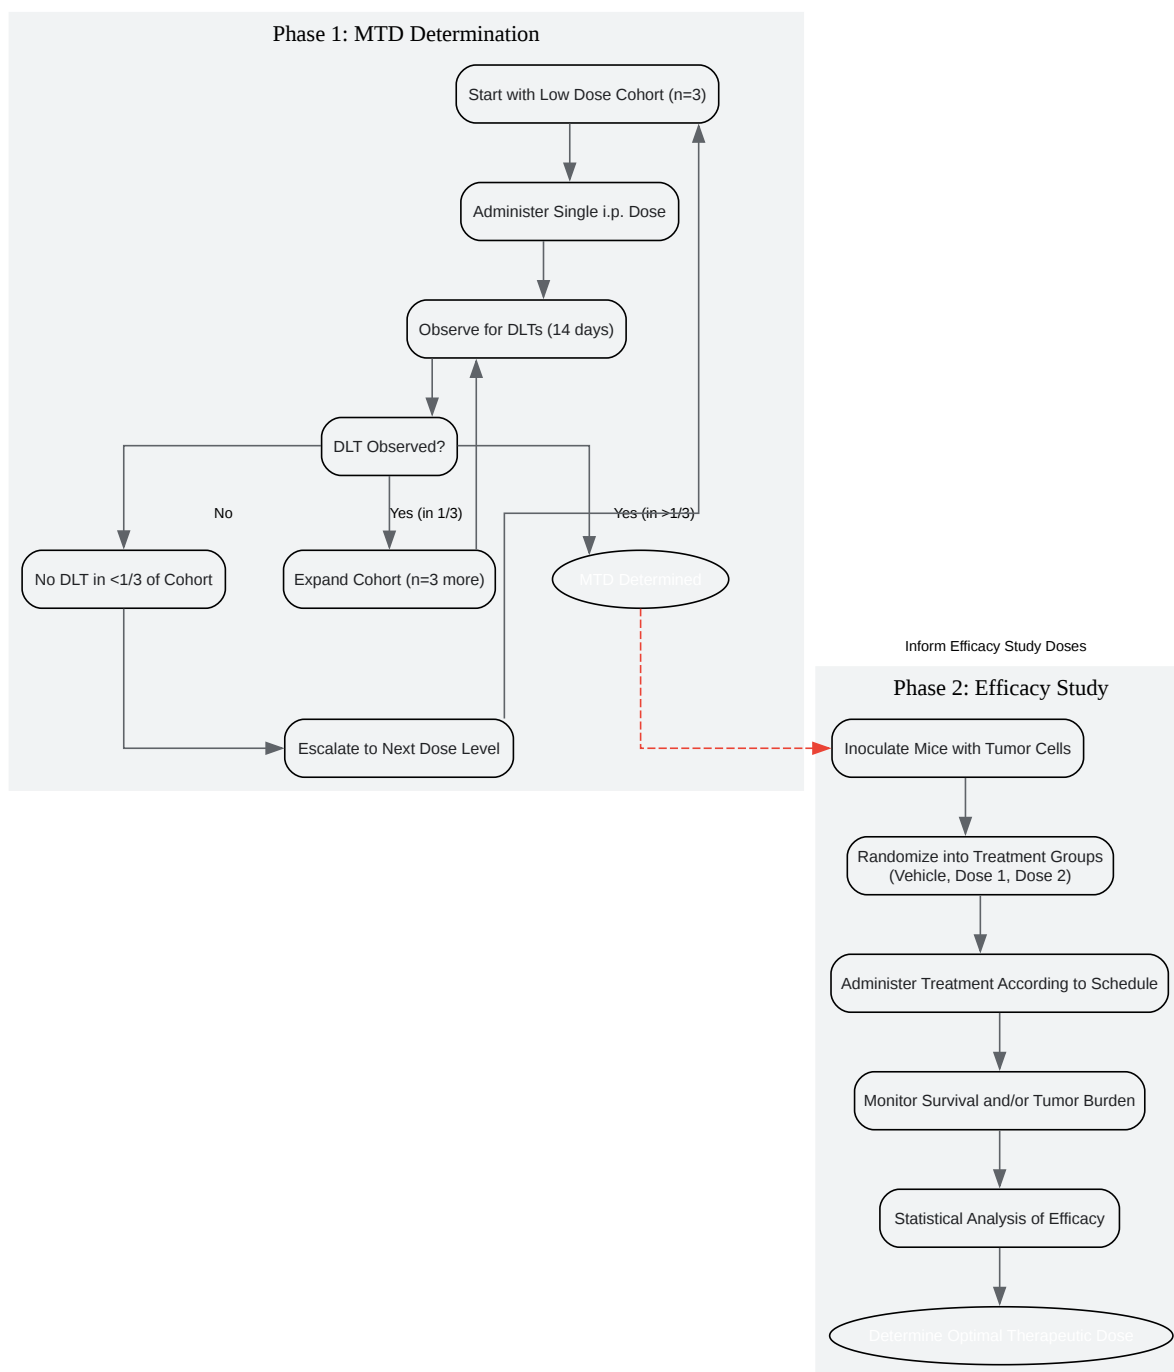 Phase 1: MTD Determination
Start with Low Dose Cohort (n=3)
Administer Single i.p. Dose
Observe for DLTs (14 days)
DLT Observed?
No
Yes (in 1/3)
Yes (in >1/3)
No DLT in <1/3 of Cohort
Expand Cohort (n=3 more)
MTD Determined
Escalate to Next Dose Level
Inform Efficacy Study Doses
Phase 2: Efficacy Study
Inoculate Mice with Tumor Cells
Randomize into Treatment Groups
(Vehicle, Dose 1, Dose 2)
Administer Treatment According to Schedule
Monitor Survival and/or Tumor Burden
Statistical Analysis of Efficacy
Determine Optimal Therapeutic Dose